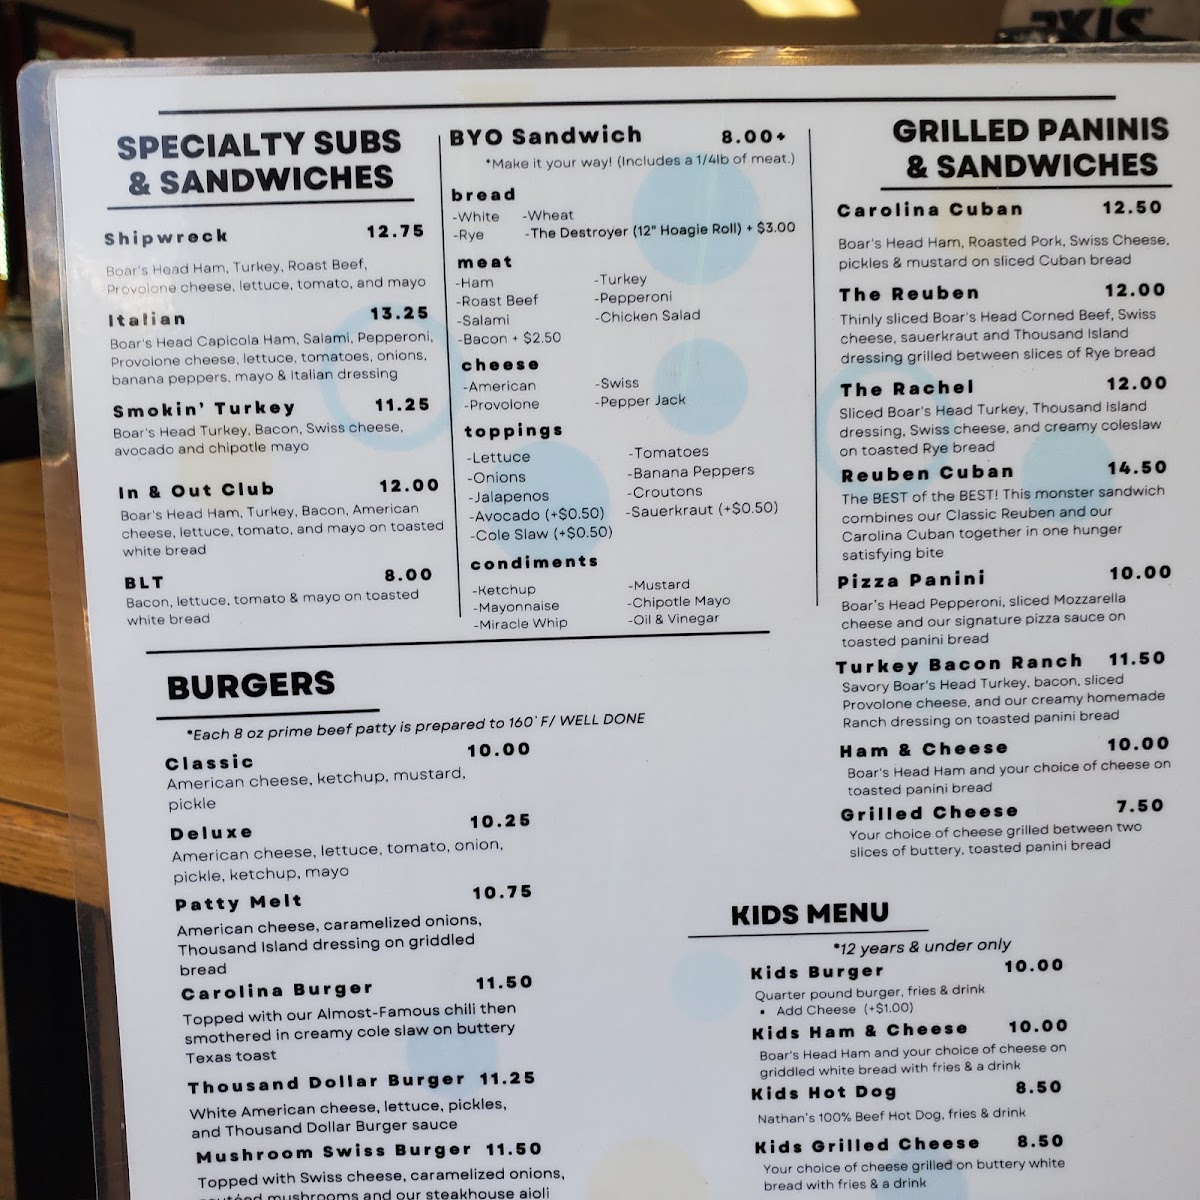 SPECIALTY SUBS
& SANDWICHES
Shipwreck 12.75
Boar's Head Ham, Turkey, Roast Beef,
Provolone cheese, lettuce, tomato, and mayo
Italian 13.25
Boar's Head Capicola Ham, Salami, Pepperoni,
Provolone cheese, lettuce, tomatoes, onions,
banana peppers, mayo & Italian dressing
Smokin' Turkey 11.25
Boar's Head Turkey, Bacon, Swiss cheese,
avocado and chipotle mayo
In & Out Club 12.00
Boar's Head Ham, Turkey, Bacon, American
cheese, lettuce, tomato, and mayo on toasted
white bread
BLT 8.00
Bacon, lettuce, tomato & mayo on toasted
white bread
BYO Sandwich 8.00+
*Make it your way! (Includes a 1/4lb of meat.)
bread
-White -Wheat
-Rye -The Destroyer (12" Hoagie Roll) + $3.00
meat
-Ham -Turkey
-Roast Beef -Pepperoni
-Salami -Chicken Salad
-Bacon + $2.50
cheese
-American -Swiss
-Provolone -Pepper Jack
toppings
-Lettuce -Tomatoes
-Onions -Banana Peppers
-Jalapenos -Croutons
-Avocado (+$0.50) -Sauerkraut (+$0.50)
-Cole Slaw (+$0.50)
condiments
-Ketchup -Mustard
-Mayonnaise -Chipotle Mayo
-Miracle Whip -Oil & Vinegar
GRILLED PANINIS
& SANDWICHES
Carolina Cuban 12.50
Boar's Head Ham, Roasted Pork, Swiss Cheese,
pickles & mustard on sliced Cuban bread
The Reuben 12.00
Thinly sliced Boar's Head Corned Beef, Swiss
cheese, sauerkraut and Thousand Island
dressing grilled between slices of Rye bread
The Rachel 12.00
Sliced Boar's Head Turkey, Thousand Island
dressing, Swiss cheese, and creamy coleslaw
on toasted Rye bread
Reuben Cuban 14.50
The BEST of the BEST! This monster sandwich
combines our Classic Reuben and our
Carolina Cuban together in one hunger
satisfying bite
Pizza Panini 10.00
Boar's Head Pepperoni, sliced Mozzarella
cheese and our signature pizza sauce on
toasted panini bread
Turkey Bacon Ranch 11.50
Savory Boar's Head Turkey, bacon, sliced
Provolone cheese, and our creamy homemade
Ranch dressing on toasted panini bread
Ham & Cheese 10.00
Boar's Head Ham and your choice of cheese on
toasted panini bread
Grilled Cheese 7.50
Your choice of cheese grilled between two
slices of buttery, toasted panini bread
BURGERS
*Each 8 oz prime beef patty is prepared to 160°F/ WELL DONE
Classic 10.00
American cheese, ketchup, mustard,
pickle
Deluxe 10.25
American cheese, lettuce, tomato, onion,
pickle, ketchup, mayo
Patty Melt 10.75
American cheese, caramelized onions,
Thousand Island dressing on griddled
bread
Carolina Burger 11.50
Topped with our Almost-Famous chili then
smothered in creamy cole slaw on buttery
Texas toast
Thousand Dollar Burger 11.25
White American cheese, lettuce, pickles,
and Thousand Dollar Burger sauce
Mushroom Swiss Burger 11.50
Topped with Swiss cheese, caramelized onions,
sautéed mushrooms and our steakhouse aioli
KIDS MENU
*12 years & under only
Kids Burger 10.00
Quarter pound burger, fries & drink
• Add Cheese (+$1.00)
Kids Ham & Cheese 10.00
Boar's Head Ham and your choice of cheese on
griddled white bread with fries & a drink
Kids Hot Dog 8.50
Nathan's 100% Beef Hot Dog, fries & drink
Kids Grilled Cheese 8.50
Your choice of cheese grilled on buttery white
bread with fries & a drink